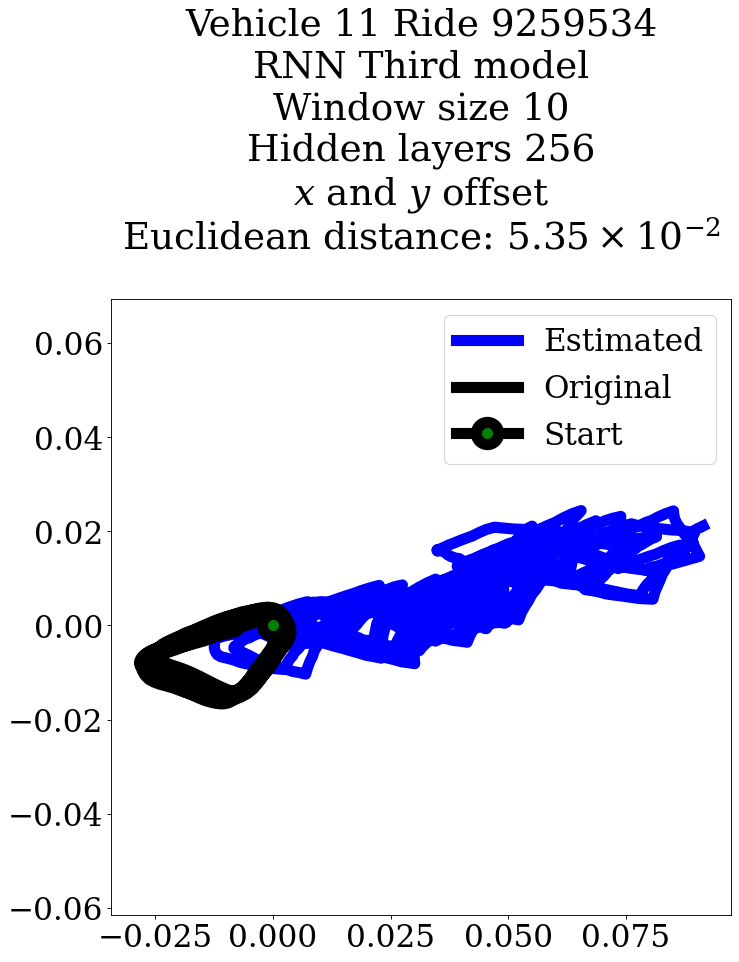 Vehicle 11 Ride 9259534
RNN Third model
Window size 10
Hidden layers 256
x and y offset
Euclidean distance: 5.35 × 10⁻²
Estimated
Original
Start
0.06
0.04
0.02
0.00
−0.02
−0.04
−0.06
−0.025 0.000 0.025 0.050 0.075